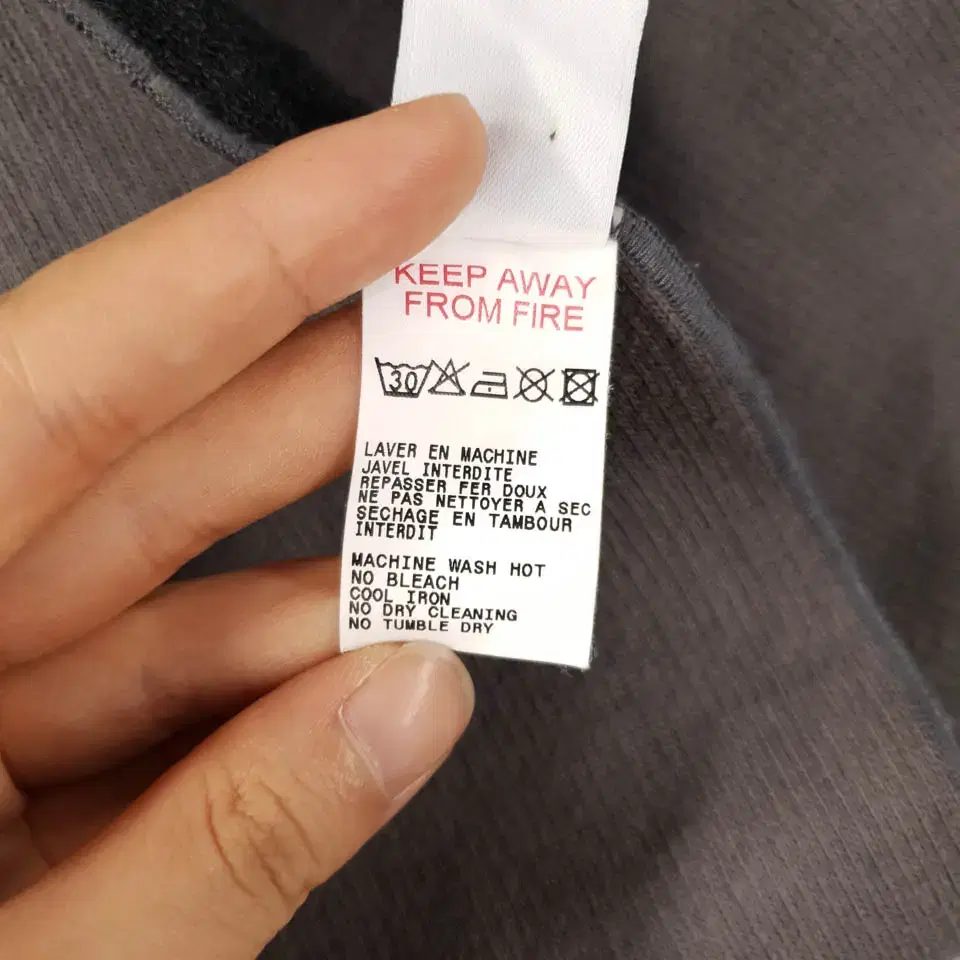 KEEP AWAY
FROM FIRE
30
LAVER EN MACHINE
JAVEL INTERDITE
REPASSER FER DOUX
NE PAS NETTOYER A SEC
SECHAGE EN TAMBOUR
INTERDIT
MACHINE WASH HOT
NO BLEACH
COOL IRON
NO DRY CLEANING
NO TUMBLE DRY